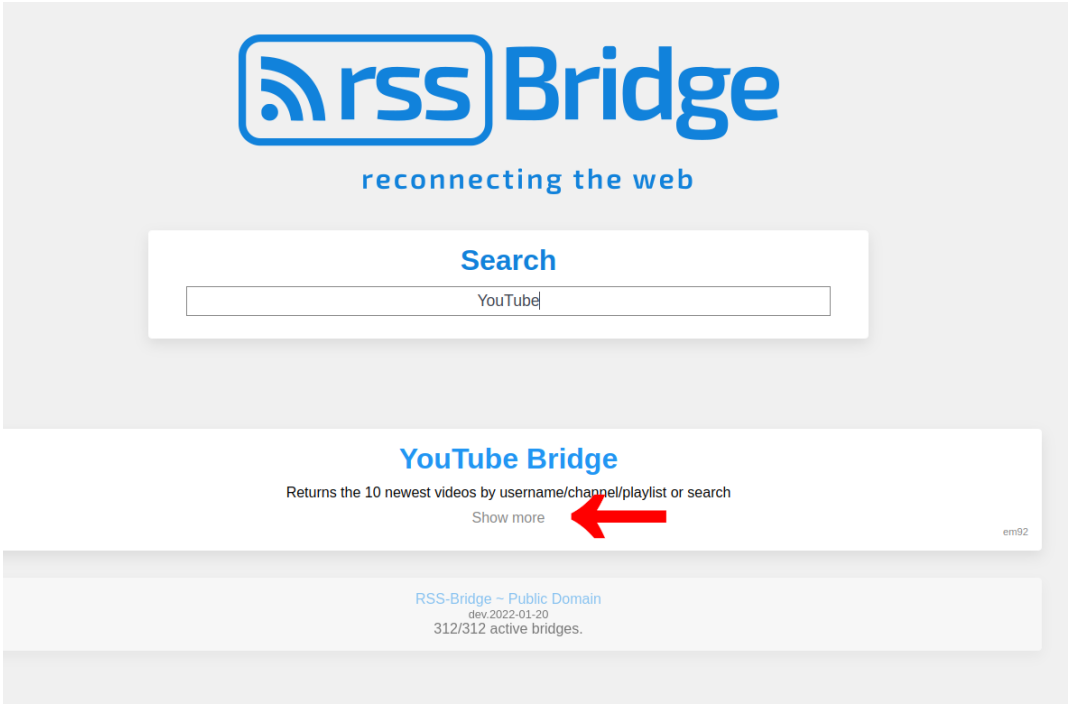 rss Bridge
reconnecting the web
Search
YouTube
YouTube Bridge
Returns the 10 newest videos by username/channel/playlist or search
Show more
em92
RSS-Bridge ~ Public Domain
dev.2022-01-20
312/312 active bridges.